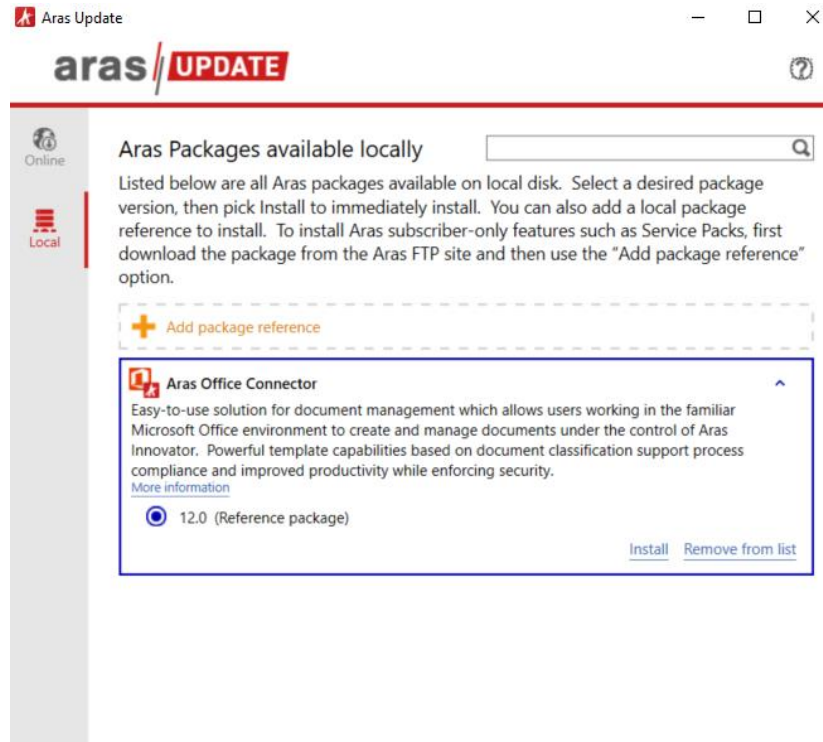 Aras Update
aras UPDATE
Online
Local
Aras Packages available locally
Listed below are all Aras packages available on local disk. Select a desired package
version, then pick Install to immediately install. You can also add a local package
reference to install. To install Aras subscriber-only features such as Service Packs, first
download the package from the Aras FTP site and then use the “Add package reference”
option.
Add package reference
Aras Office Connector
Easy-to-use solution for document management which allows users working in the familiar
Microsoft Office environment to create and manage documents under the control of Aras
Innovator. Powerful template capabilities based on document classification support process
compliance and improved productivity while enforcing security.
More information
12.0 (Reference package)
Install Remove from list